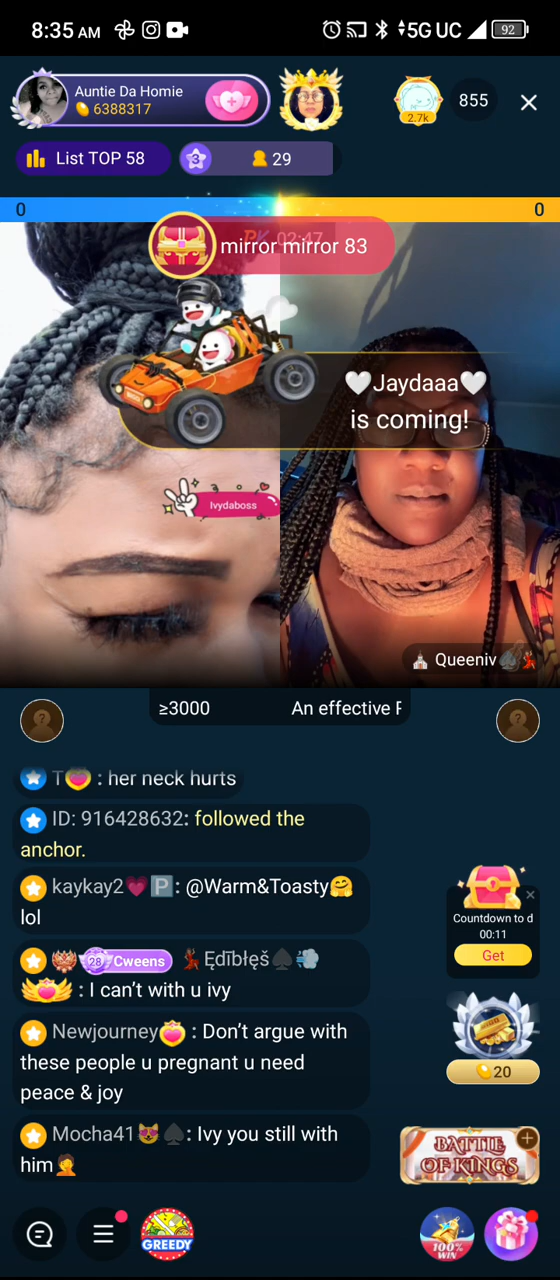 8:35 AM
5G UC
92
Auntie Da Homie
6388317
2.7k
855
List TOP 58
3
29
0
0
PK 02:47
mirror mirror 83
🤍Jaydaaa🤍
is coming!
Ivydaboss
Queeniv♠️💃
≥3000
An effective
T💗 : her neck hurts
ID: 916428632: followed the
anchor.
kaykay2💗🅿️: @Warm&Toasty🤗
lol
28 Cweens 💃Ḝdîbłęš♠️💨
: I can't with u ivy
Newjourney : Don't argue with
these people u pregnant u need
peace & joy
Mocha41😻♠️: Ivy you still with
him🤦
Countdown to d
00:11
Get
20
BATTLE
OF KINGS
GREEDY
100%
WIN